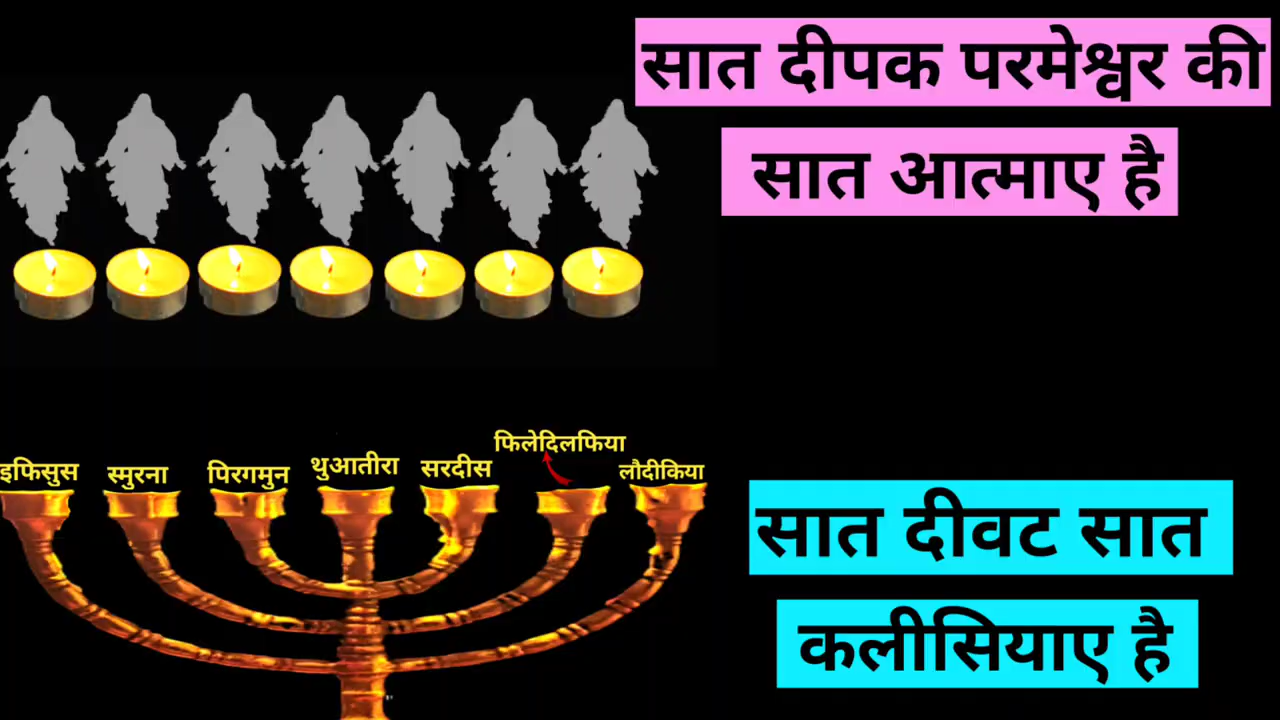 सात दीपक परमेश्वर की
सात आत्माए है
फिलेदिलफिया
इफिसुस स्मुरना पिरगमुन थुआतीरा सरदीस लौदीकिया
सात दीवट सात
कलीसियाए है